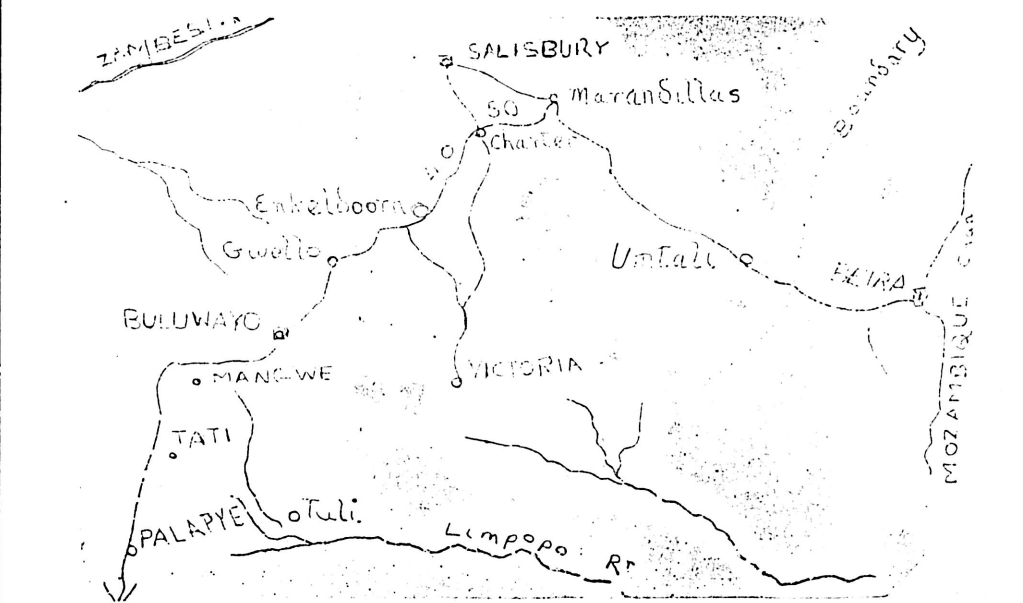 ZAMBESI R
SALISBURY
Marandillas
Boundary
50
Charter
40
Enkeldoorn
Gwello
Umtali
BEIRA
BULUWAYO
MANGWE
VICTORIA
MOZAMBIQUE Chan
TATI
PALAPYE
Tuli.
Limpopo Rr